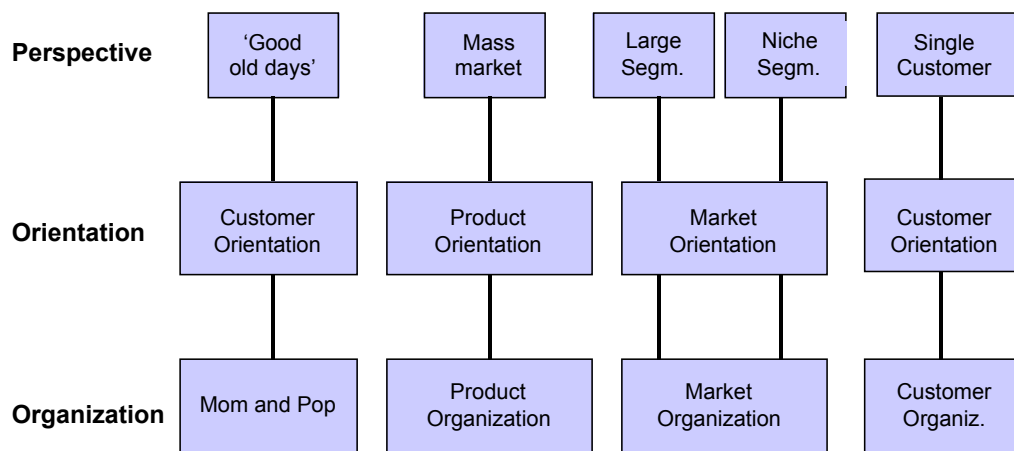 Perspective
‘Good
old days’
Mass
market
Large
Segm.
Niche
Segm.
Single
Customer
Orientation
Customer
Orientation
Product
Orientation
Market
Orientation
Customer
Orientation
Organization
Mom and Pop
Product
Organization
Market
Organization
Customer
Organiz.